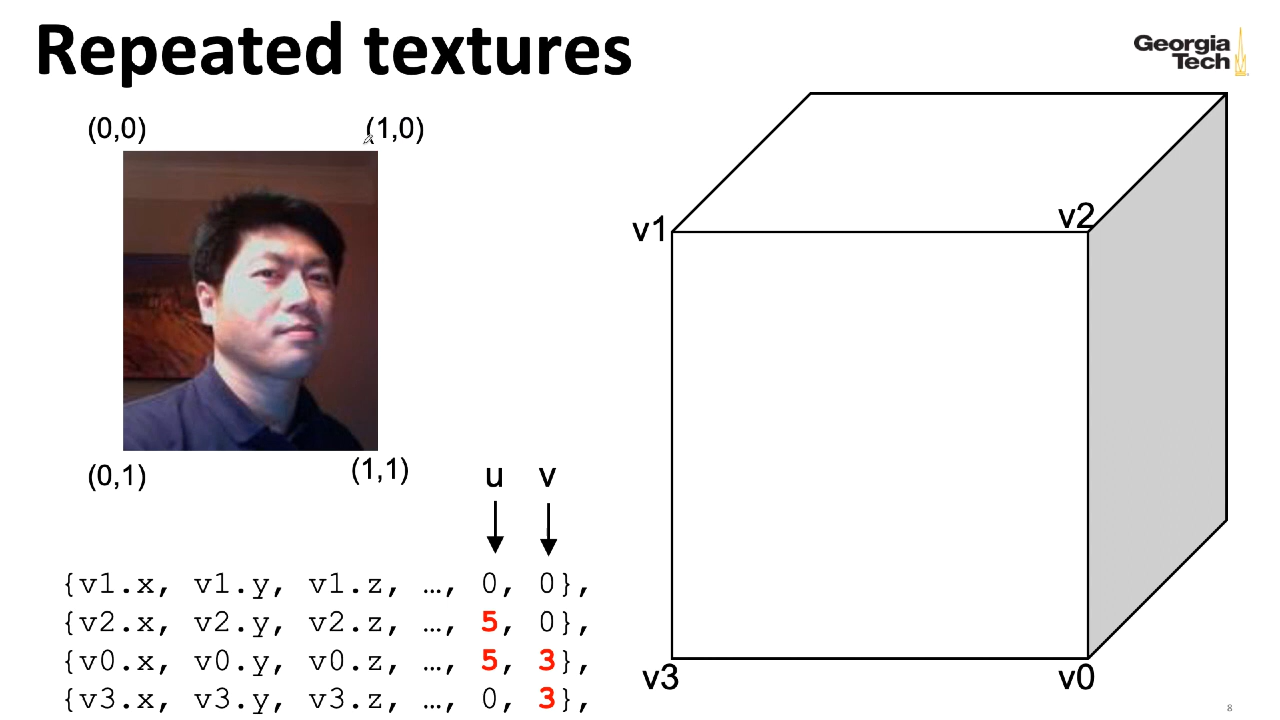 Repeated textures
Georgia
Tech
(0,0)
(1,0)
v1
v2
(0,1)
(1,1)
u v
{v1.x, v1.y, v1.z, …, 0, 0},
{v2.x, v2.y, v2.z, …, 5, 0},
{v0.x, v0.y, v0.z, …, 5, 3},
{v3.x, v3.y, v3.z, …, 0, 3},
v3
v0
8